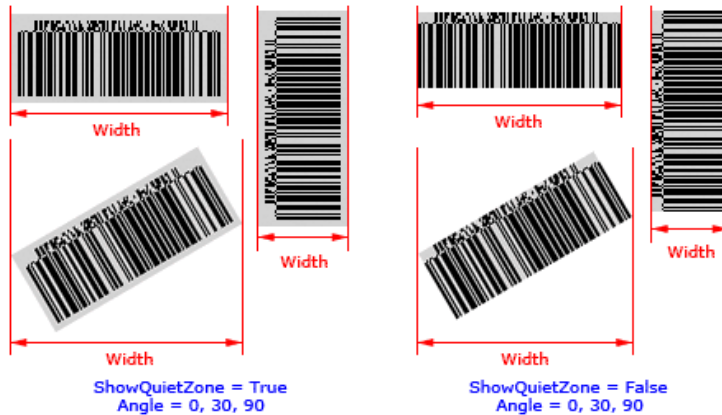 Width
Width
Width
Width
Width
Width
ShowQuietZone = True
Angle = 0, 30, 90
ShowQuietZone = False
Angle = 0, 30, 90